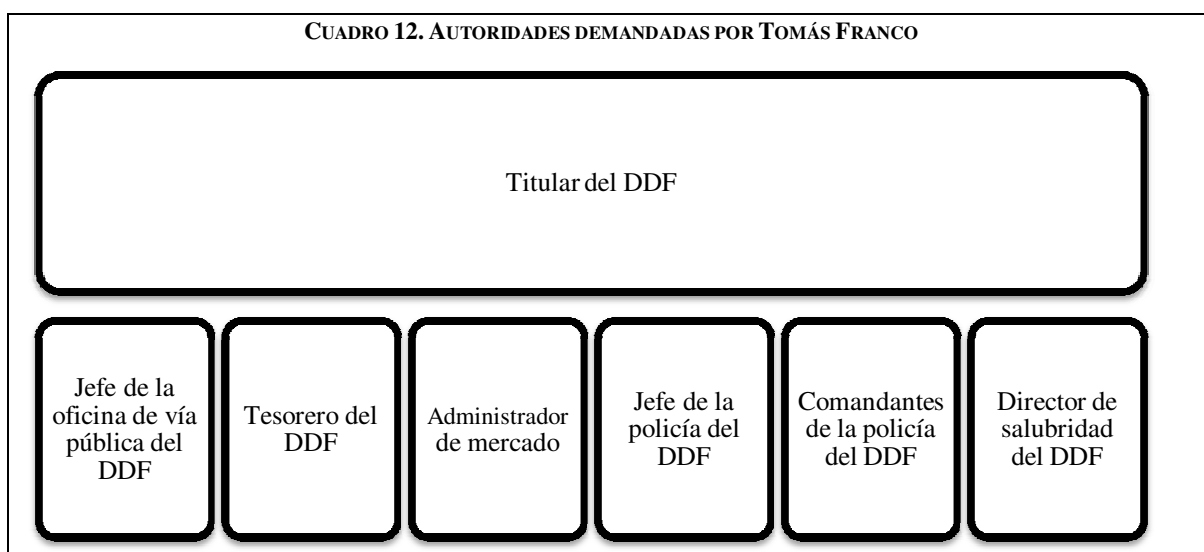 CUADRO 12. AUTORIDADES DEMANDADAS POR TOMÁS FRANCO
Titular del DDF
Jefe de la
oficina de vía
pública del
DDF
Tesorero del
DDF
Administrador
de mercado
Jefe de la
policía del
DDF
Comandantes
de la policía
del DDF
Director de
salubridad
del DDF